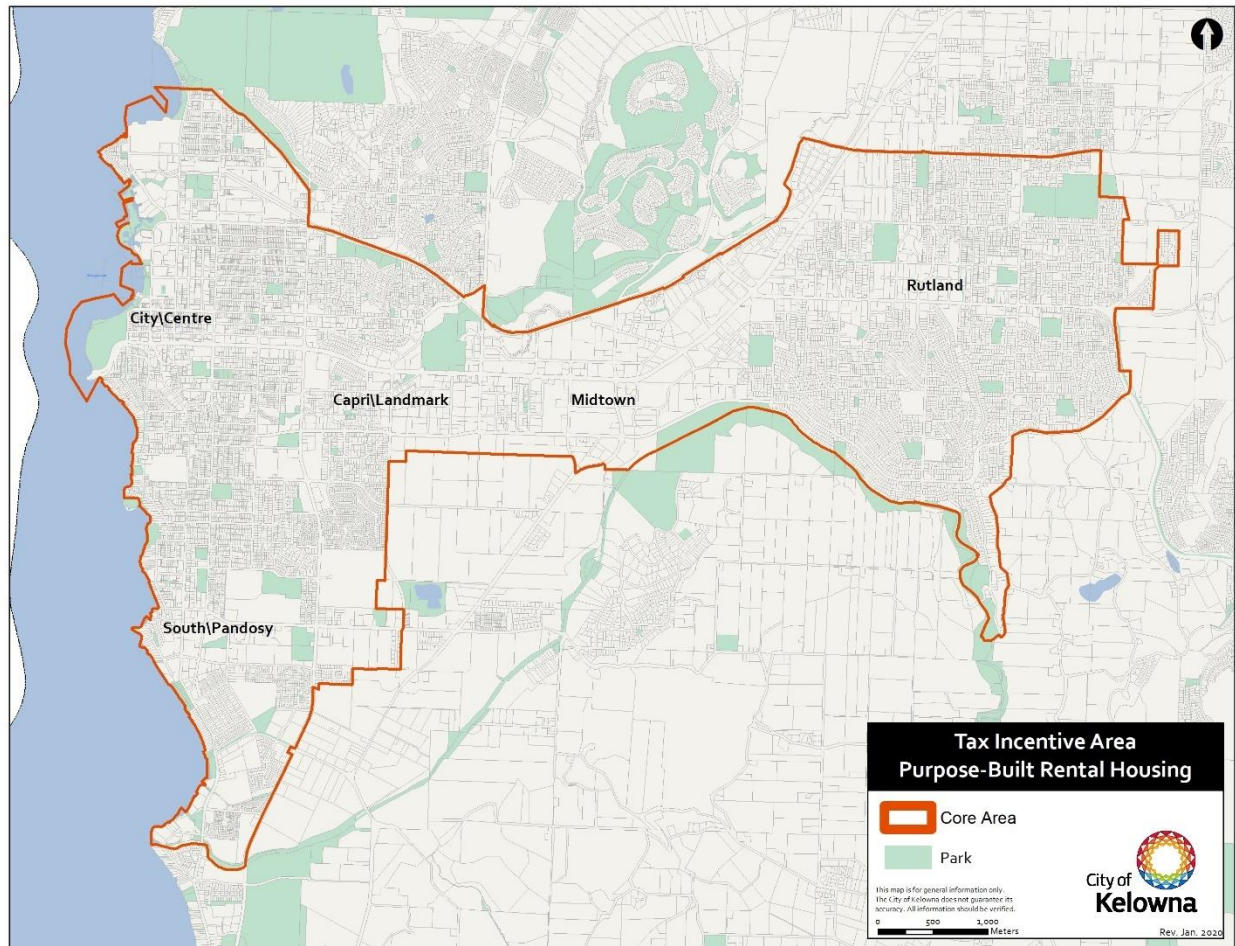 Rutland
City\Centre
Capri\Landmark
Midtown
South\Pandosy
Tax Incentive Area
Purpose-Built Rental Housing
Core Area
Park
This map is for general information only.
The City of Kelowna does not guarantee its
accuracy. All information should be verified.
0 500 1,000
Meters
City of
Kelowna
Rev. Jan. 2020